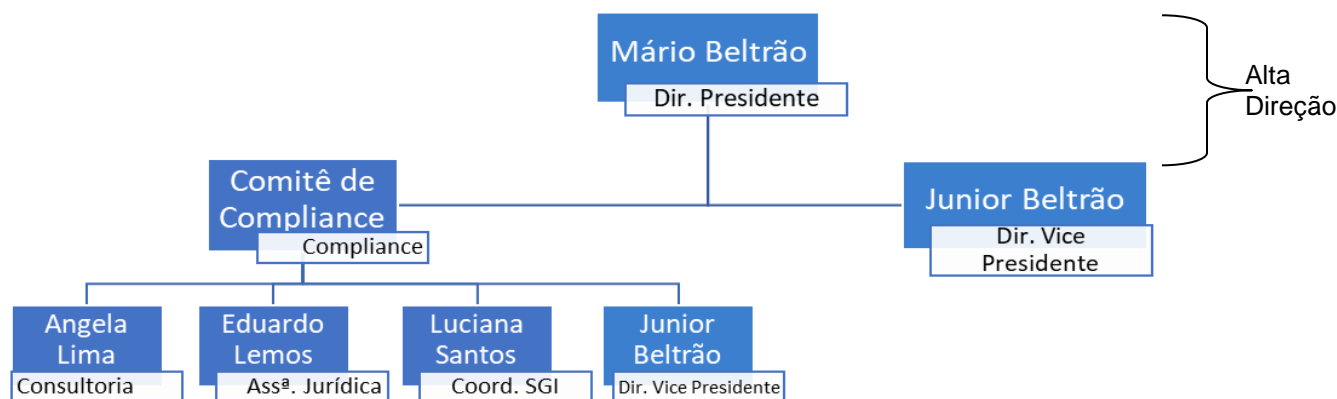 Mário Beltrão
Dir. Presidente
Alta
Direção
Comitê de
Compliance
Compliance
Junior Beltrão
Dir. Vice
Presidente
Angela
Lima
Consultoria
Eduardo
Lemos
Assª. Jurídica
Luciana
Santos
Coord. SGI
Junior
Beltrão
Dir. Vice Presidente